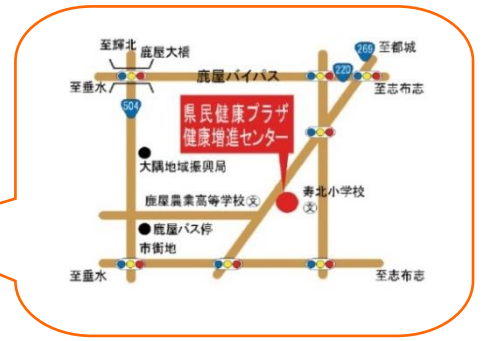 至輝北
鹿屋大橋
269
至都城
鹿屋バイパス
220
至垂水
至志布志
504
県民健康プラザ
健康増進センター
大隅地域振興局
寿北小学校
文
鹿屋農業高等学校 文
鹿屋バス停
市街地
至垂水
至志布志